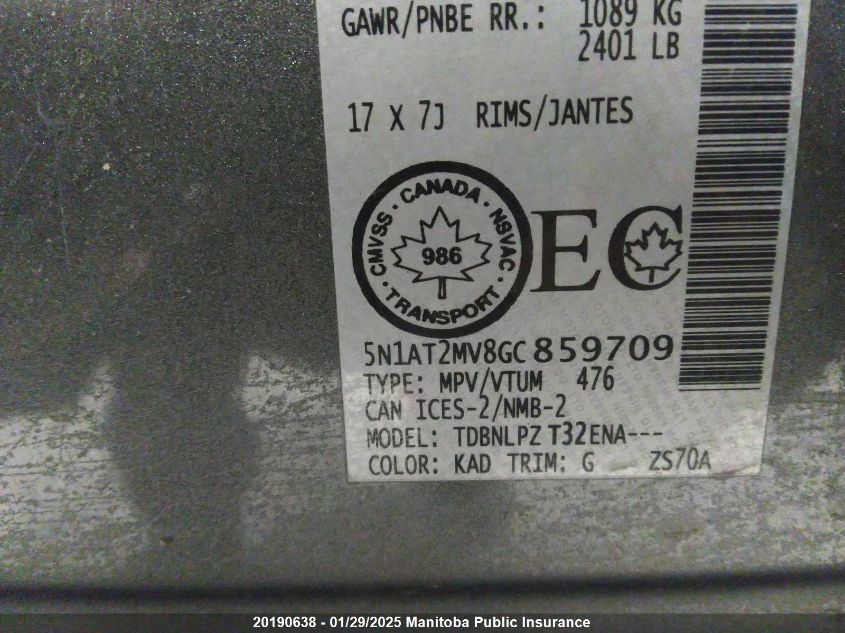 GAWR/PNBE RR.: 1089 KG
2401 LB
17 X 7J RIMS/JANTES
CMVSS · CANADA · NSVAC · TRANSPORT ·
986
EC
5N1AT2MV8GC859709
TYPE: MPV/VTUM 476
CAN ICES-2/NMB-2
MODEL: TDBNLPZ T32ENA---
COLOR: KAD TRIM: G ZS70A
20190638 - 01/29/2025 Manitoba Public Insurance